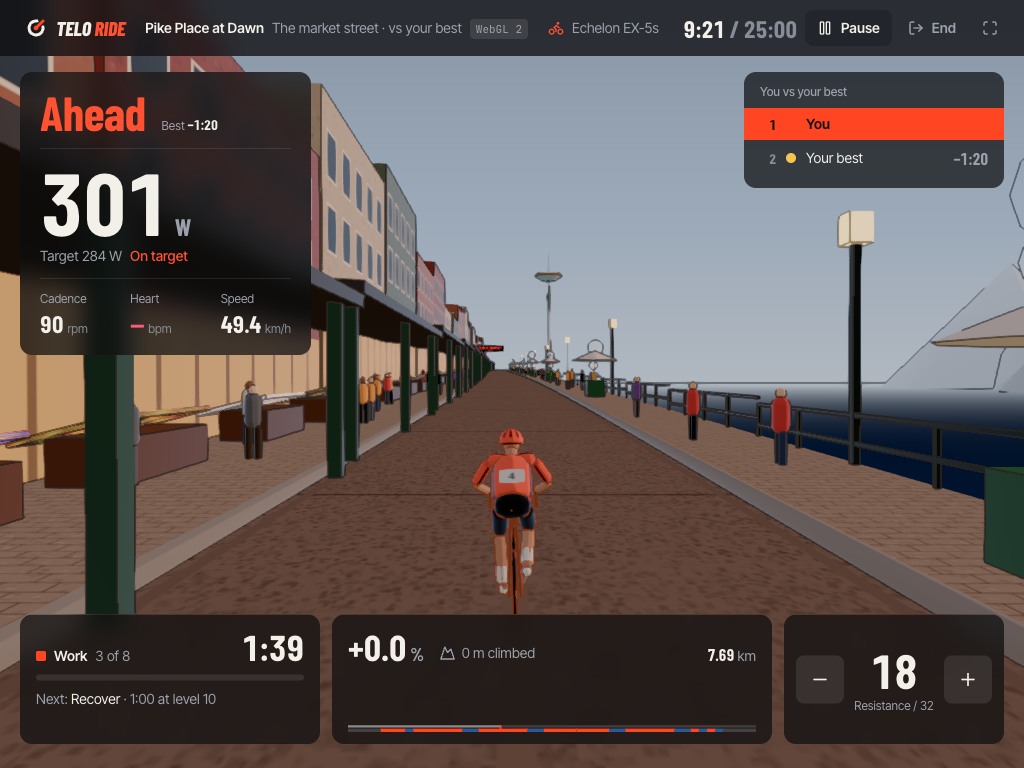 TELO RIDE Pike Place at Dawn The market street · vs your best WebGL 2 Echelon EX-5s 9:21 / 25:00 Pause End
Ahead Best −1:20
301 W
Target 284 W On target
Cadence Heart Speed
90 rpm – bpm 49.4 km/h
You vs your best
1 You
2 Your best −1:20
4
Work 3 of 8 1:39
Next: Recover · 1:00 at level 10
+0.0 % 0 m climbed 7.69 km
− 18 +
Resistance / 32